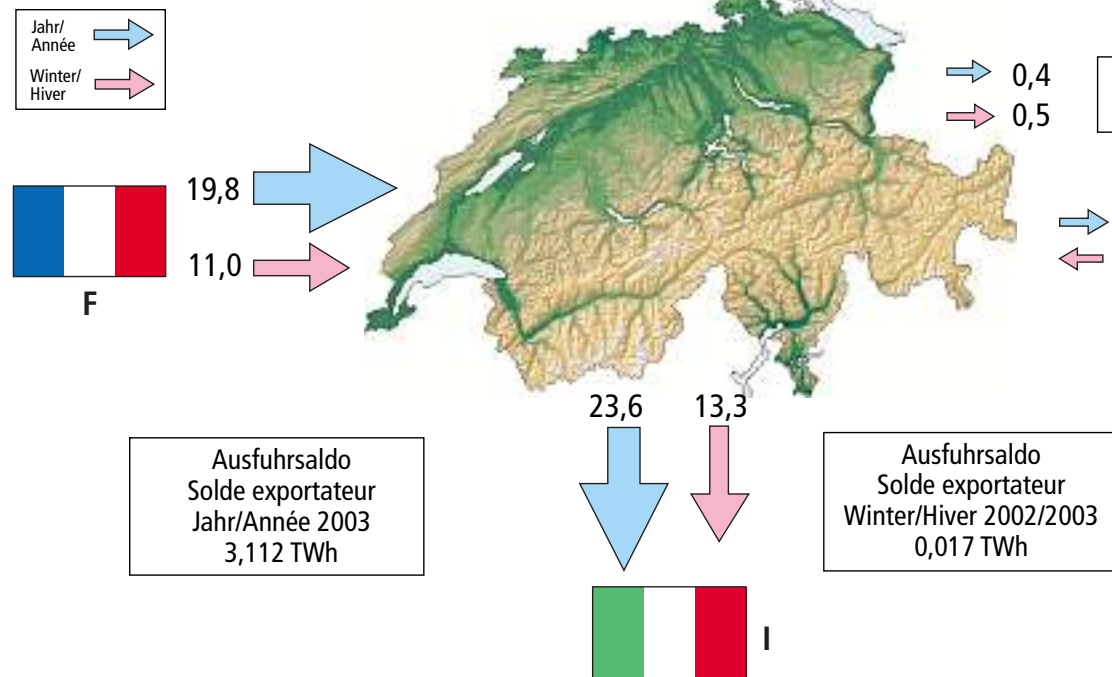 Jahr/
Année
Winter/
Hiver
0,4
0,5
19,8
11,0
F
23,6 13,3
Ausfuhrsaldo
Solde exportateur
Jahr/Année 2003
3,112 TWh
Ausfuhrsaldo
Solde exportateur
Winter/Hiver 2002/2003
0,017 TWh
I